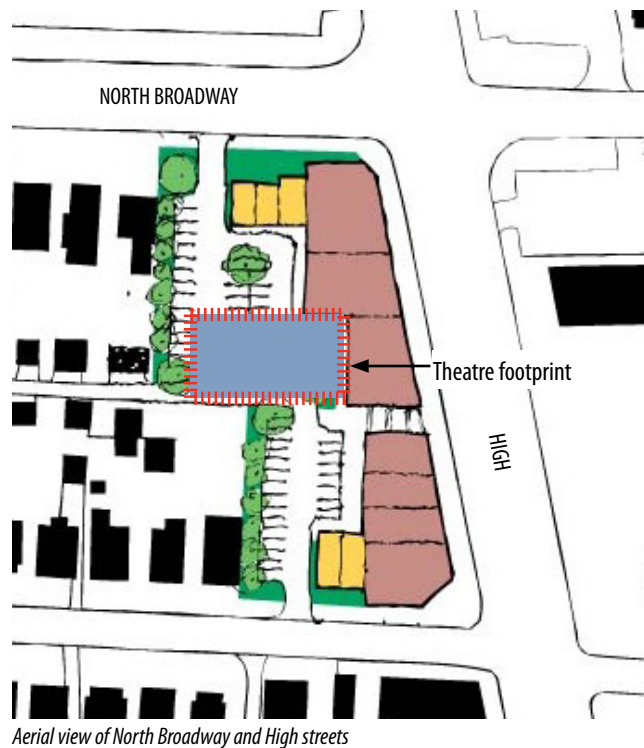 NORTH BROADWAY
Theatre footprint
HIGH
Aerial view of North Broadway and High streets